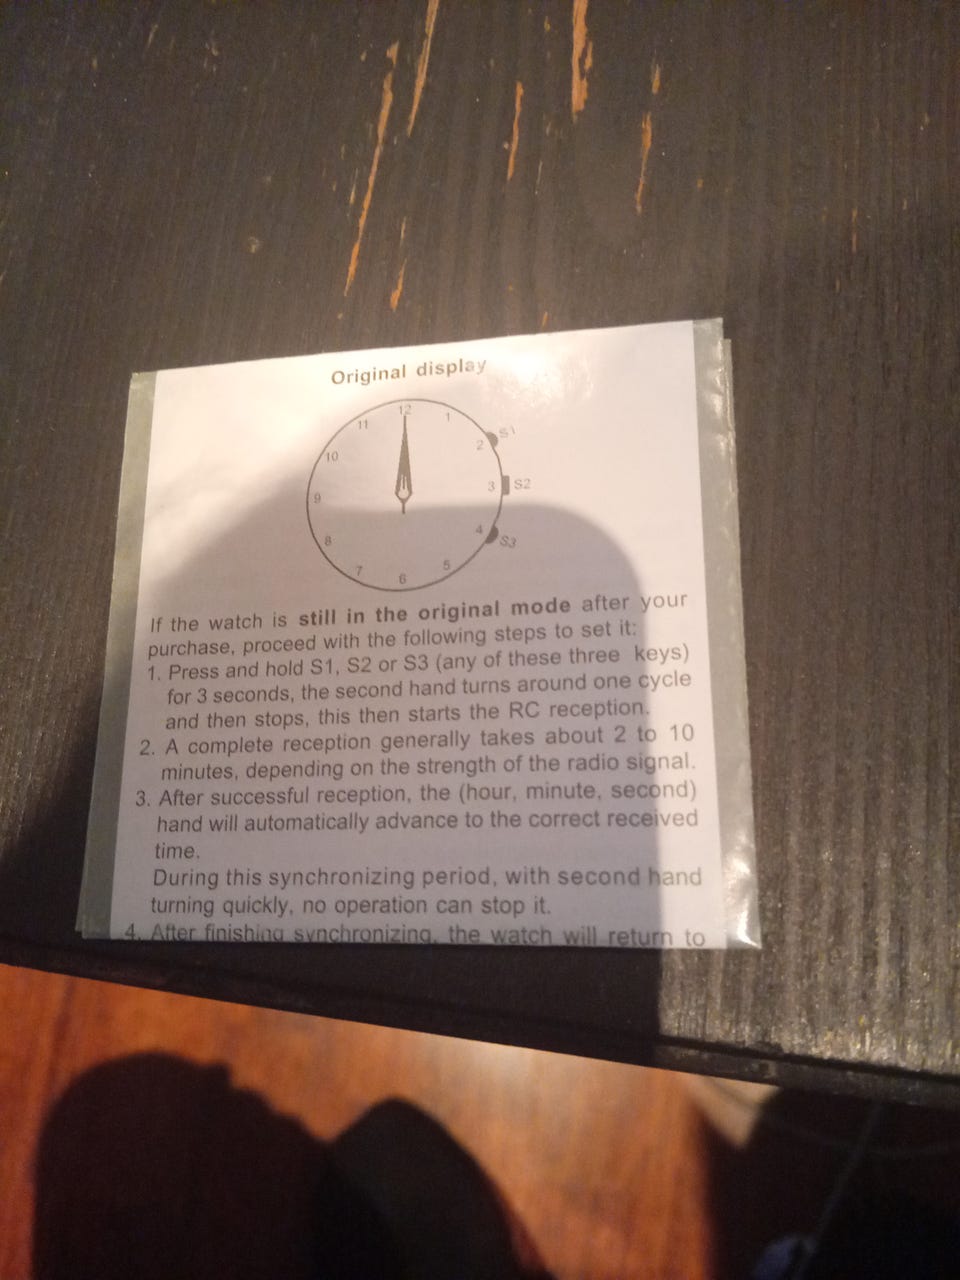 Original display
12
11
1
10
2
S1
9
3
S2
8
4
S3
7
5
6
If the watch is still in the original mode after your
purchase, proceed with the following steps to set it:
1. Press and hold S1, S2 or S3 (any of these three keys)
for 3 seconds, the second hand turns around one cycle
and then stops, this then starts the RC reception.
2. A complete reception generally takes about 2 to 10
minutes, depending on the strength of the radio signal.
3. After successful reception, the (hour, minute, second)
hand will automatically advance to the correct received
time.
During this synchronizing period, with second hand
turning quickly, no operation can stop it.
4. After finishing synchronizing, the watch will return to